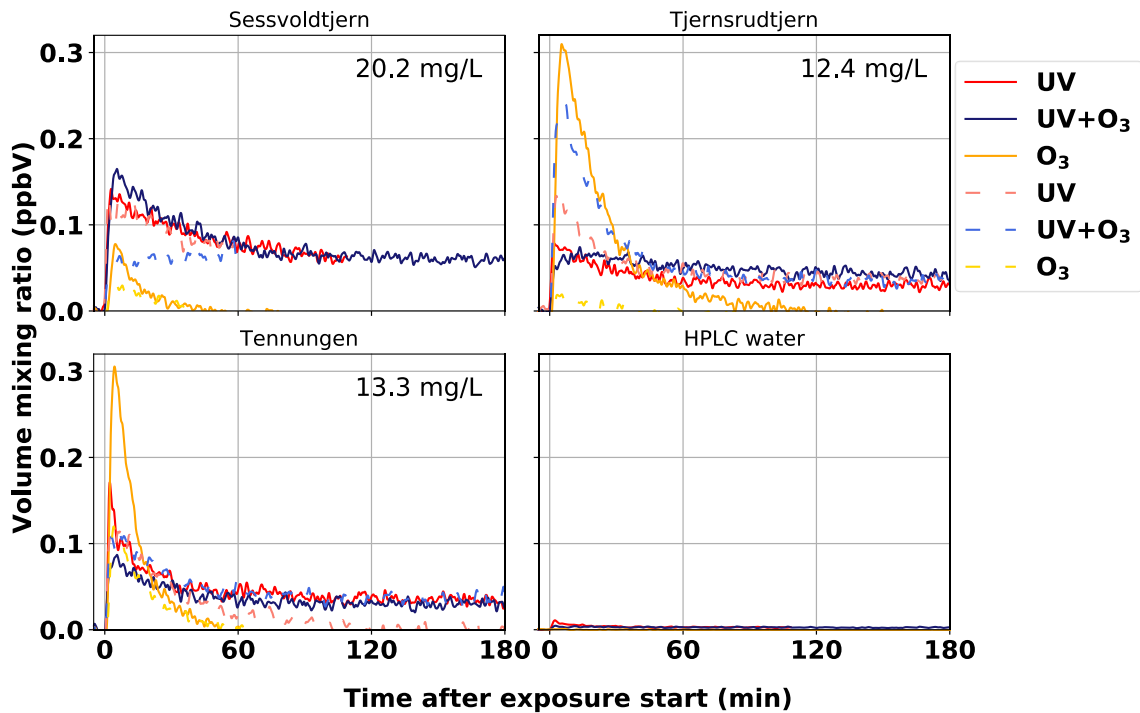 Sessvoldtjern
Tjernsrudtjern
20.2 mg/L
12.4 mg/L
0.3
0.2
0.1
0.0
UV
UV+O₃
O₃
UV
UV+O₃
O₃
Volume mixing ratio (ppbV)
Tennungen
HPLC water
13.3 mg/L
0.3
0.2
0.1
0.0
0
60
120
180
0
60
120
180
Time after exposure start (min)